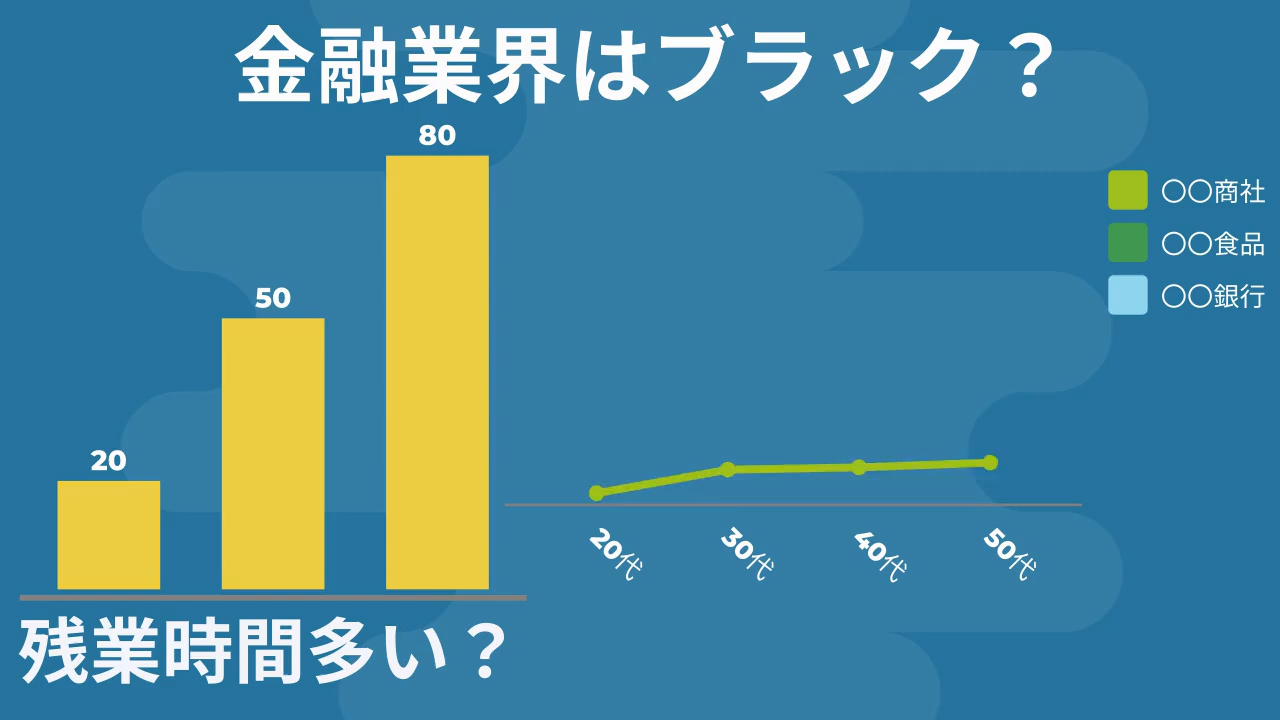 金融業界はブラック？
80
50
20
〇〇商社
〇〇食品
〇〇銀行
20代
30代
40代
50代
残業時間多い？